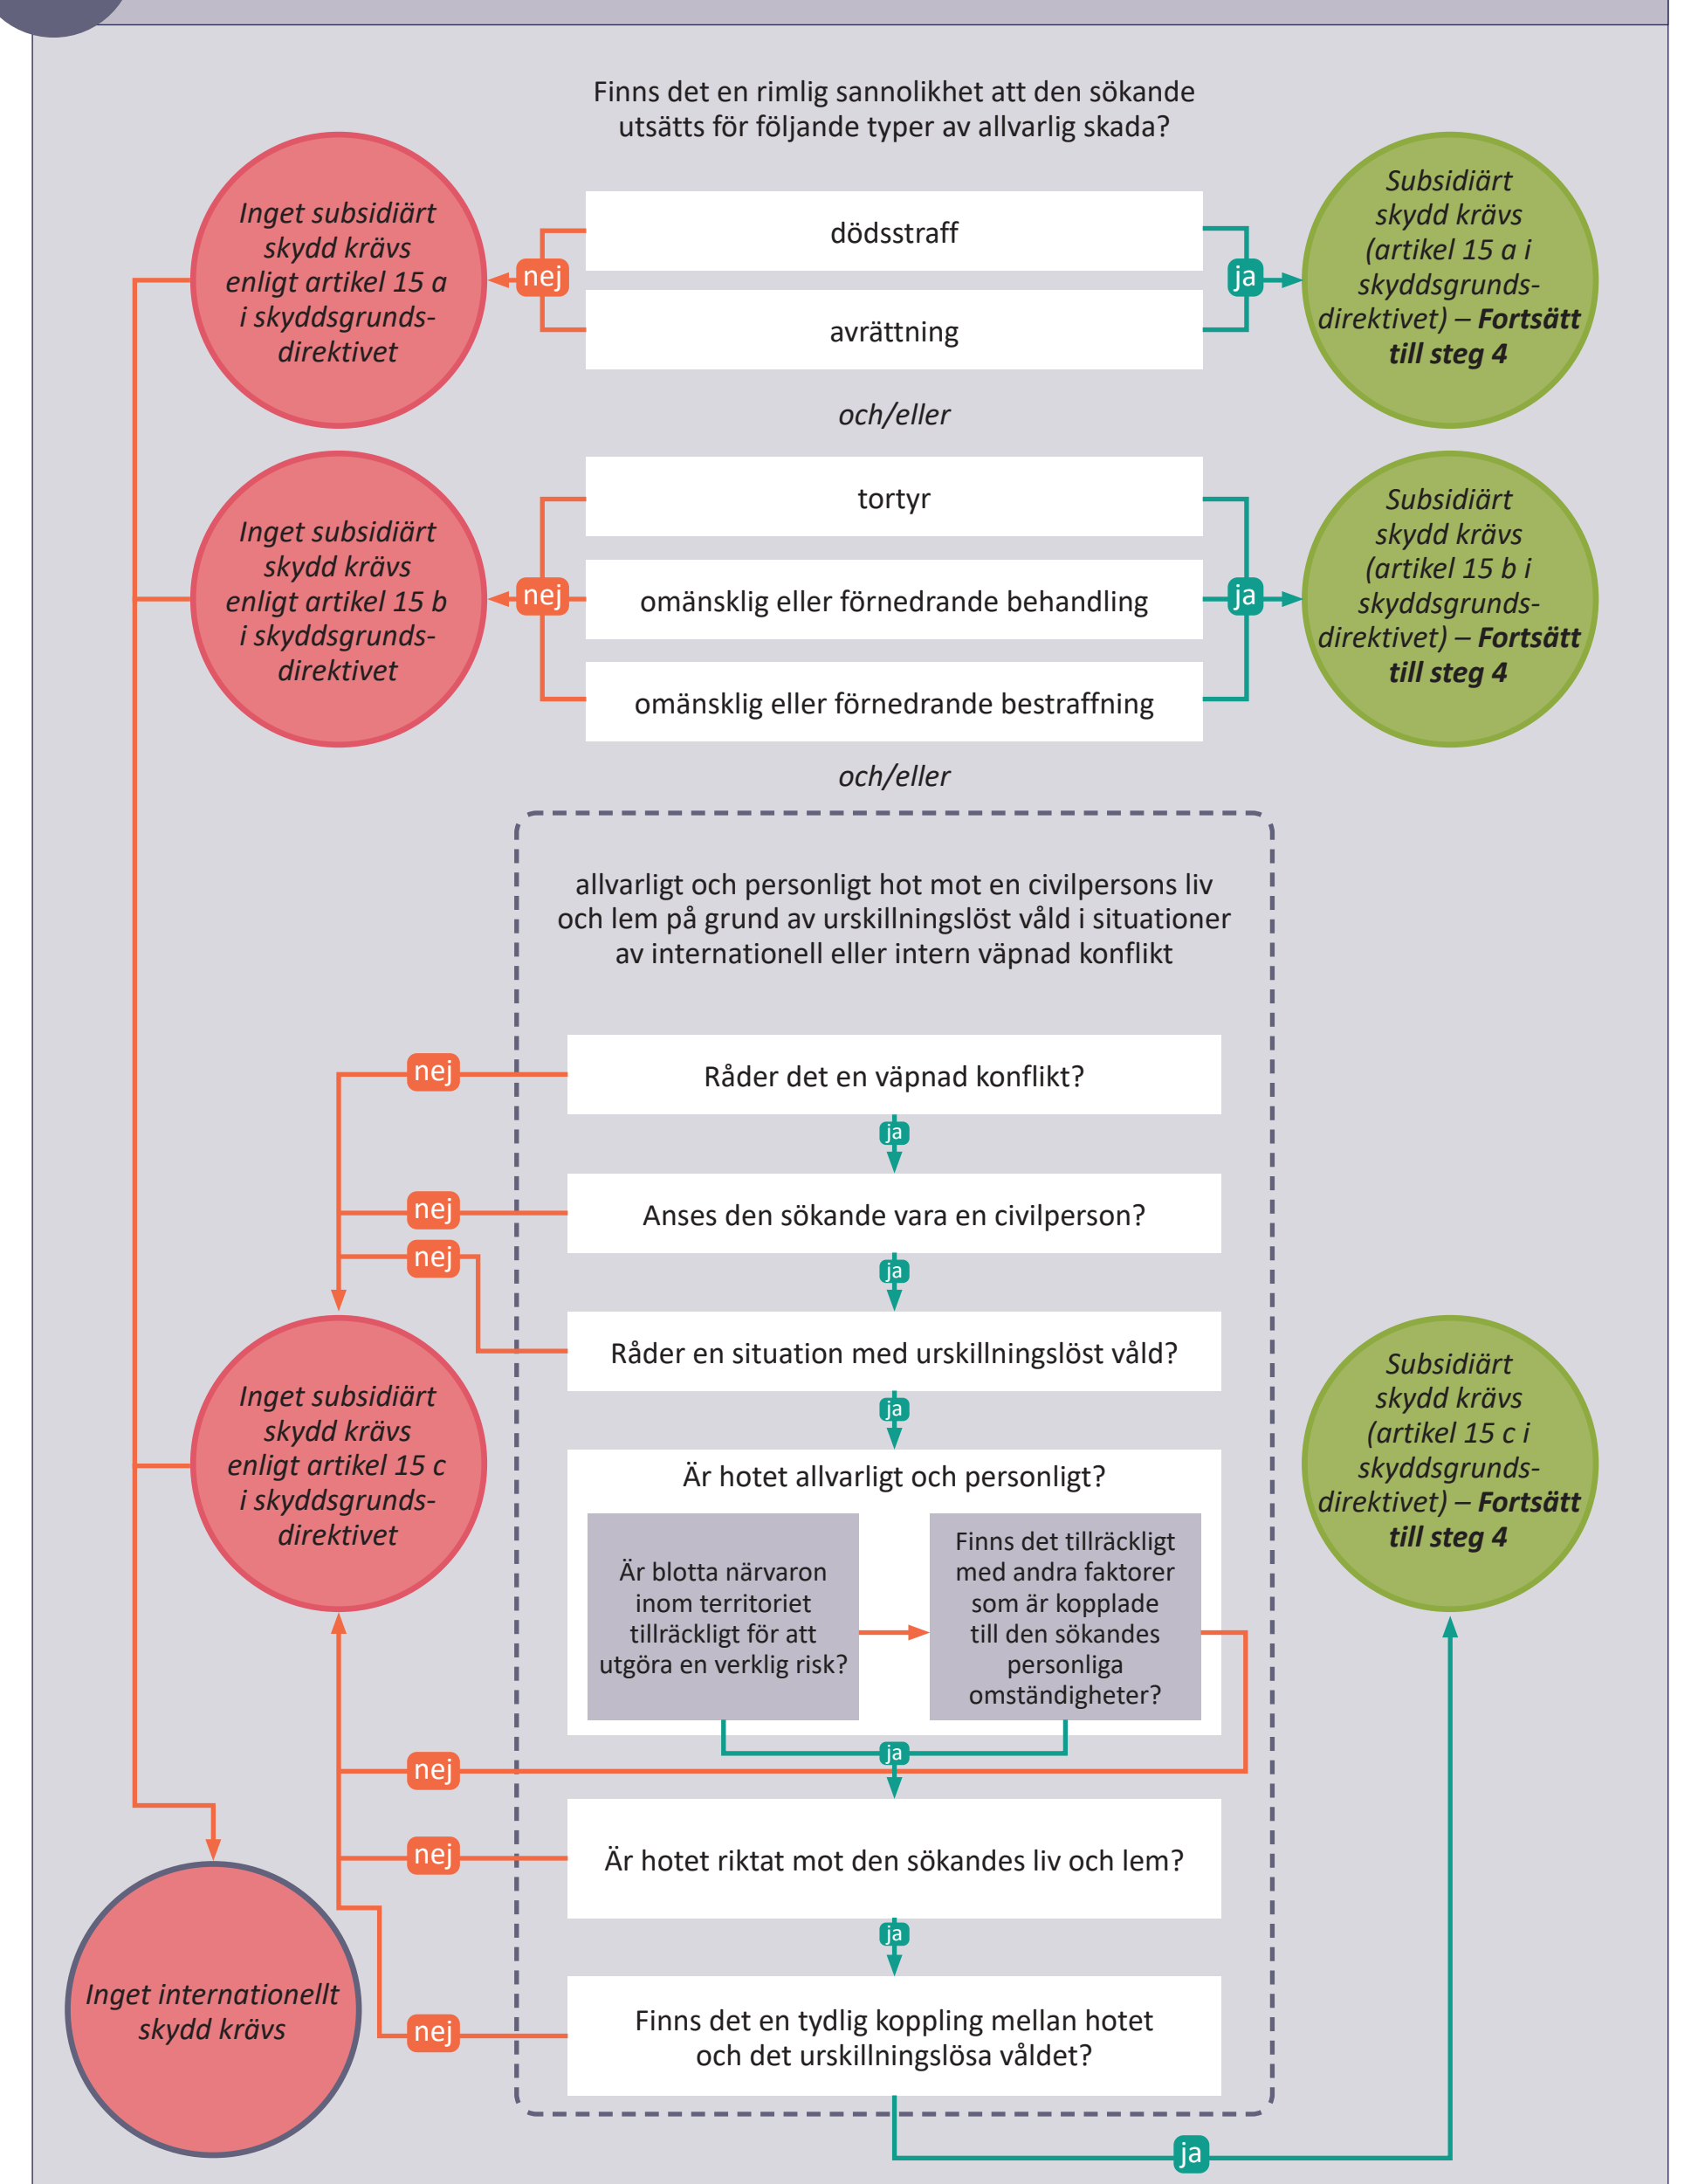 Finns det en rimlig sannolikhet att den sökande
utsätts för följande typer av allvarlig skada?
Inget subsidiärt
skydd krävs
enligt artikel 15 a
i skyddsgrunds-
direktivet
nej
dödsstraff
avrättning
ja
Subsidiärt
skydd krävs
(artikel 15 a i
skyddsgrunds-
direktivet) – Fortsätt
till steg 4
och/eller
Inget subsidiärt
skydd krävs
enligt artikel 15 b
i skyddsgrunds-
direktivet
nej
tortyr
omänsklig eller förnedrande behandling
omänsklig eller förnedrande bestraffning
ja
Subsidiärt
skydd krävs
(artikel 15 b i
skyddsgrunds-
direktivet) – Fortsätt
till steg 4
och/eller
allvarligt och personligt hot mot en civilpersons liv
och lem på grund av urskillningslöst våld i situationer
av internationell eller intern väpnad konflikt
nej
Råder det en väpnad konflikt?
ja
nej
Anses den sökande vara en civilperson?
nej
ja
Råder en situation med urskillningslöst våld?
ja
Inget subsidiärt
skydd krävs
enligt artikel 15 c
i skyddsgrunds-
direktivet
Är hotet allvarligt och personligt?
Är blotta närvaron
inom territoriet
tillräckligt för att
utgöra en verklig risk?
Finns det tillräckligt
med andra faktorer
som är kopplade
till den sökandes
personliga
omständigheter?
Subsidiärt
skydd krävs
(artikel 15 c i
skyddsgrunds-
direktivet) – Fortsätt
till steg 4
ja
nej
nej
Är hotet riktat mot den sökandes liv och lem?
ja
Inget internationellt
skydd krävs
nej
Finns det en tydlig koppling mellan hotet
och det urskillningslösa våldet?
ja